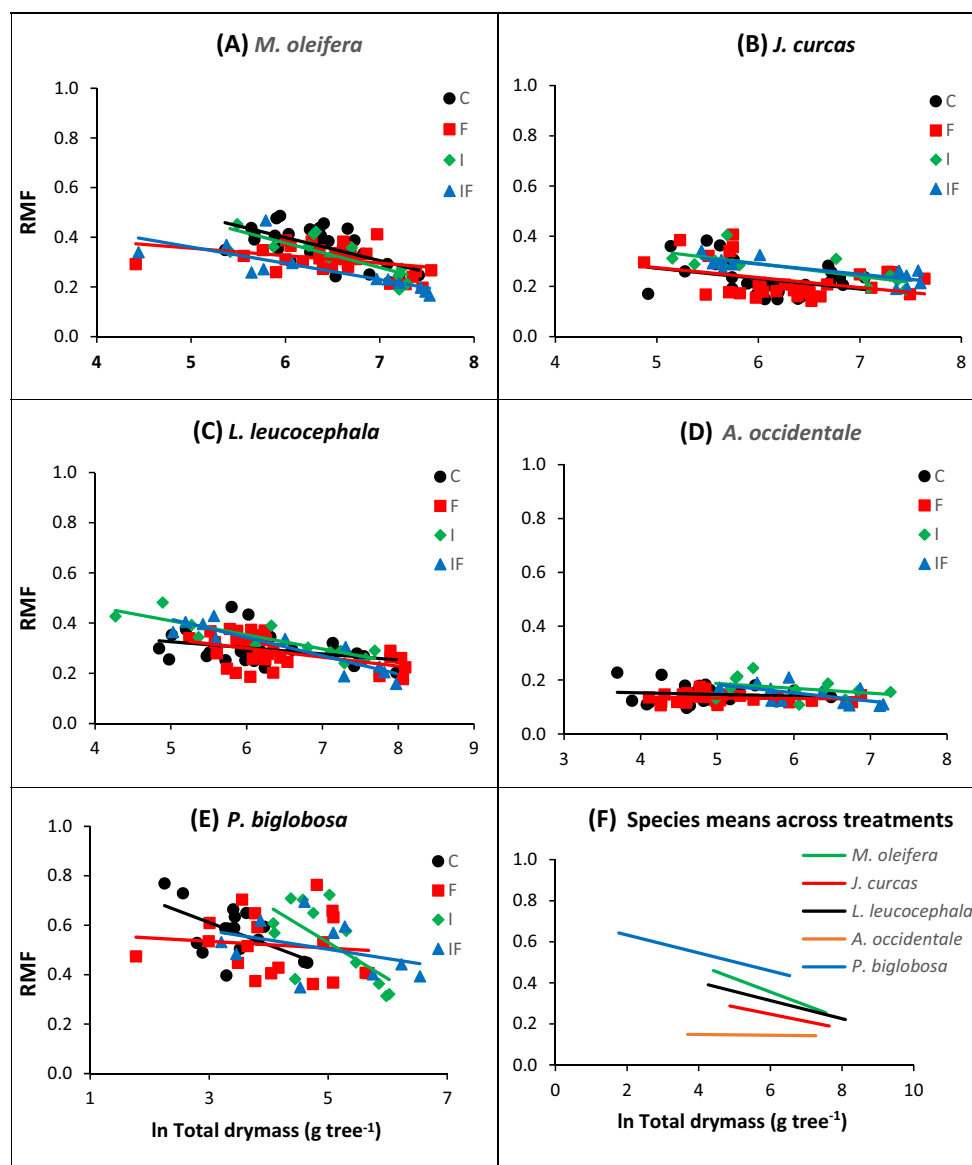 (A) M. oleifera
1.0
0.8
0.6
0.4
0.2
0.0
RMF
4 5 6 7 8
C
F
I
IF
(B) J. curcas
1.0
0.8
0.6
0.4
0.2
0.0
4 5 6 7 8
C
F
I
IF
(C) L. leucocephala
1.0
0.8
0.6
0.4
0.2
0.0
RMF
4 5 6 7 8 9
C
F
I
IF
(D) A. occidentale
1.0
0.8
0.6
0.4
0.2
0.0
3 4 5 6 7 8
C
F
I
IF
(E) P. biglobosa
1.0
0.8
0.6
0.4
0.2
0.0
RMF
1 3 5 7
ln Total drymass (g tree-1)
C
F
I
IF
(F) Species means across treatments
1.0
0.8
0.6
0.4
0.2
0.0
M. oleifera
J. curcas
L. leucocephala
A. occidentale
P. biglobosa
0 2 4 6 8 10
ln Total drymass (g tree-1)